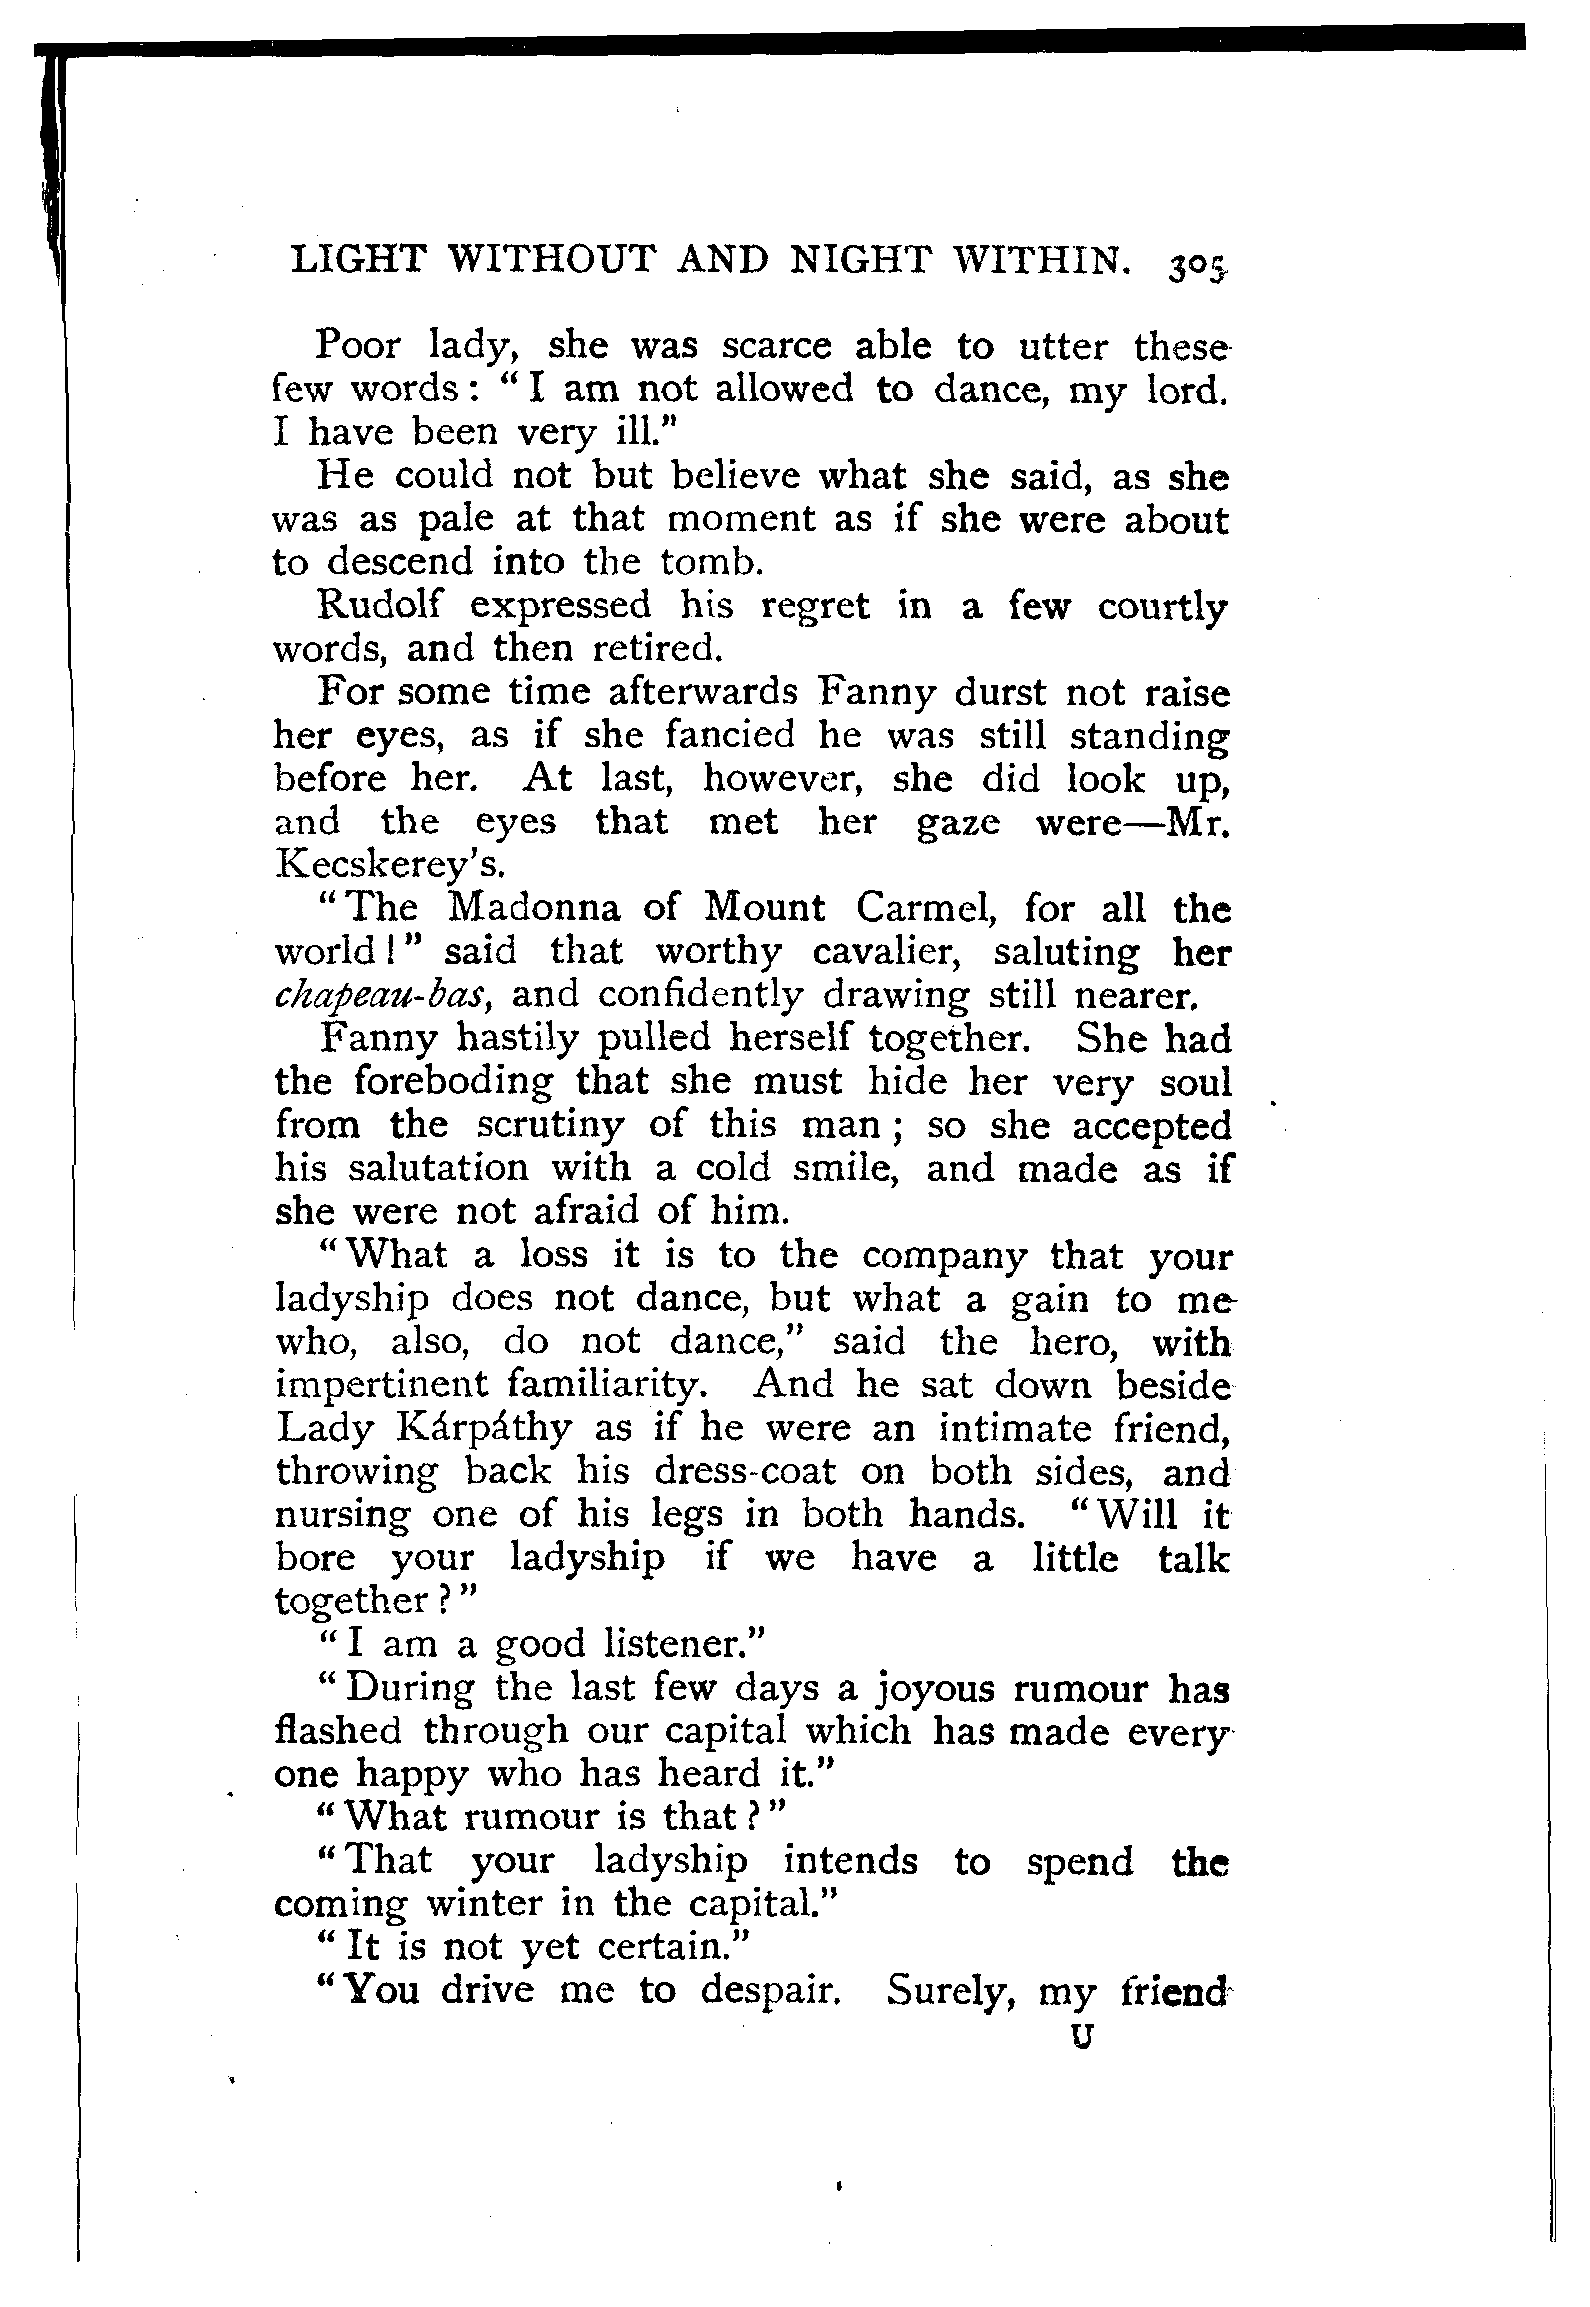 LIGHT WITHOUT AND NIGHT WITHIN. 305
Poor lady, she was scarce able to utter these
few words: "I am not allowed to dance, my lord.
I have been very ill."
He could not but believe what she said, as she
was as pale at that moment as if she were about
to descend into the tomb.
Rudolf expressed his regret in a few courtly
words, and then retired.
For some time afterwards Fanny durst not raise
her eyes, as if she fancied he was still standing
before her. At last, however, she did look up,
and the eyes that met her gaze were—Mr.
Kecskerey's.
"The Madonna of Mount Carmel, for all the
world!" said that worthy cavalier, saluting her
chapeau-bas, and confidently drawing still nearer.
Fanny hastily pulled herself together. She had
the foreboding that she must hide her very soul
from the scrutiny of this man; so she accepted
his salutation with a cold smile, and made as if
she were not afraid of him.
"What a loss it is to the company that your
ladyship does not dance, but what a gain to me
who, also, do not dance," said the hero, with
impertinent familiarity. And he sat down beside
Lady Kárpáthy as if he were an intimate friend,
throwing back his dress-coat on both sides, and
nursing one of his legs in both hands. "Will it
bore your ladyship if we have a little talk
together?"
"I am a good listener."
"During the last few days a joyous rumour has
flashed through our capital which has made every
one happy who has heard it."
"What rumour is that?"
"That your ladyship intends to spend the
coming winter in the capital."
"It is not yet certain."
"You drive me to despair. Surely, my friend
U